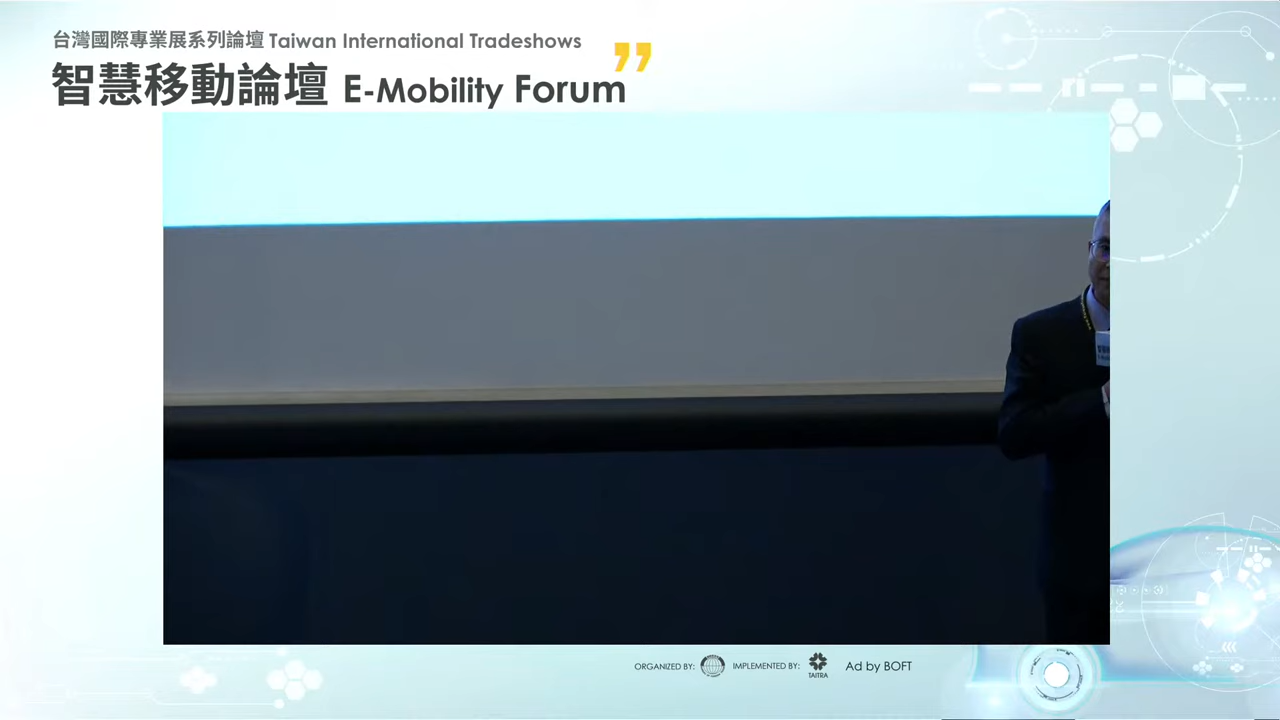 台灣國際專業展系列論壇 Taiwan International Tradeshows
智慧移動論壇 E-Mobility Forum
ORGANIZED BY: IMPLEMENTED BY: TAITRA Ad by BOFT